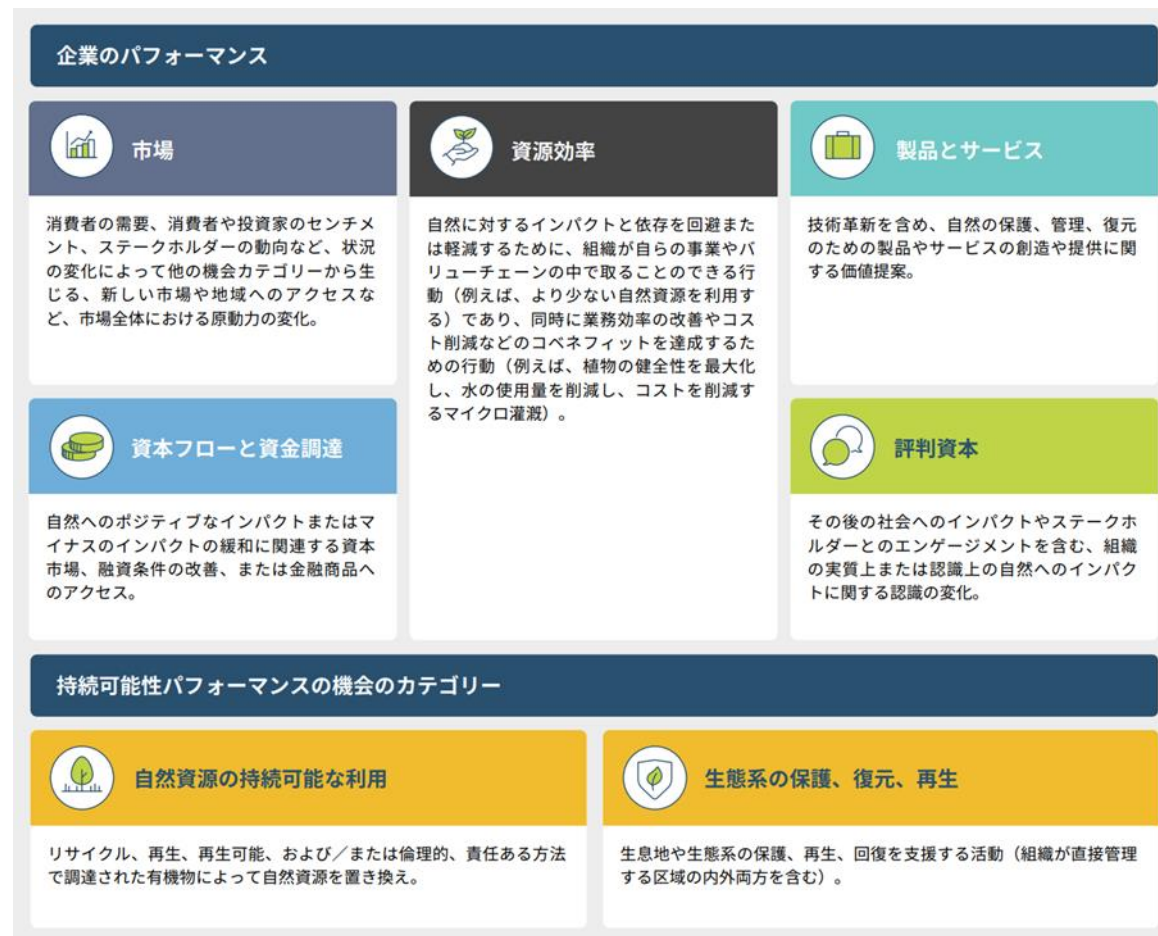 企業のパフォーマンス
市場
消費者の需要、消費者や投資家のセンチメ
ント、ステークホルダーの動向など、状況
の変化によって他の機会カテゴリーから生
じる、新しい市場や地域へのアクセスな
ど、市場全体における原動力の変化。
資源効率
自然に対するインパクトと依存を回避また
は軽減するために、組織が自らの事業やバ
リューチェーンの中で取ることのできる行
動（例えば、より少ない自然資源を利用す
る）であり、同時に業務効率の改善やコス
ト削減などのコベネフィットを達成するた
めの行動（例えば、植物の健全性を最大化
し、水の使用量を削減し、コストを削減す
るマイクロ灌漑）。
製品とサービス
技術革新を含め、自然の保護、管理、復元
のための製品やサービスの創造や提供に関
する価値提案。
資本フローと資金調達
自然へのポジティブなインパクトまたはマ
イナスのインパクトの緩和に関連する資本
市場、融資条件の改善、または金融商品へ
のアクセス。
評判資本
その後の社会へのインパクトやステークホ
ルダーとのエンゲージメントを含む、組織
の実質上または認識上の自然へのインパク
トに関する認識の変化。
持続可能性パフォーマンスの機会のカテゴリー
自然資源の持続可能な利用
リサイクル、再生、再生可能、および／または倫理的、責任ある方法
で調達された有機物によって自然資源を置き換え。
生態系の保護、復元、再生
生息地や生態系の保護、再生、回復を支援する活動（組織が直接管理
する区域の内外両方を含む）。